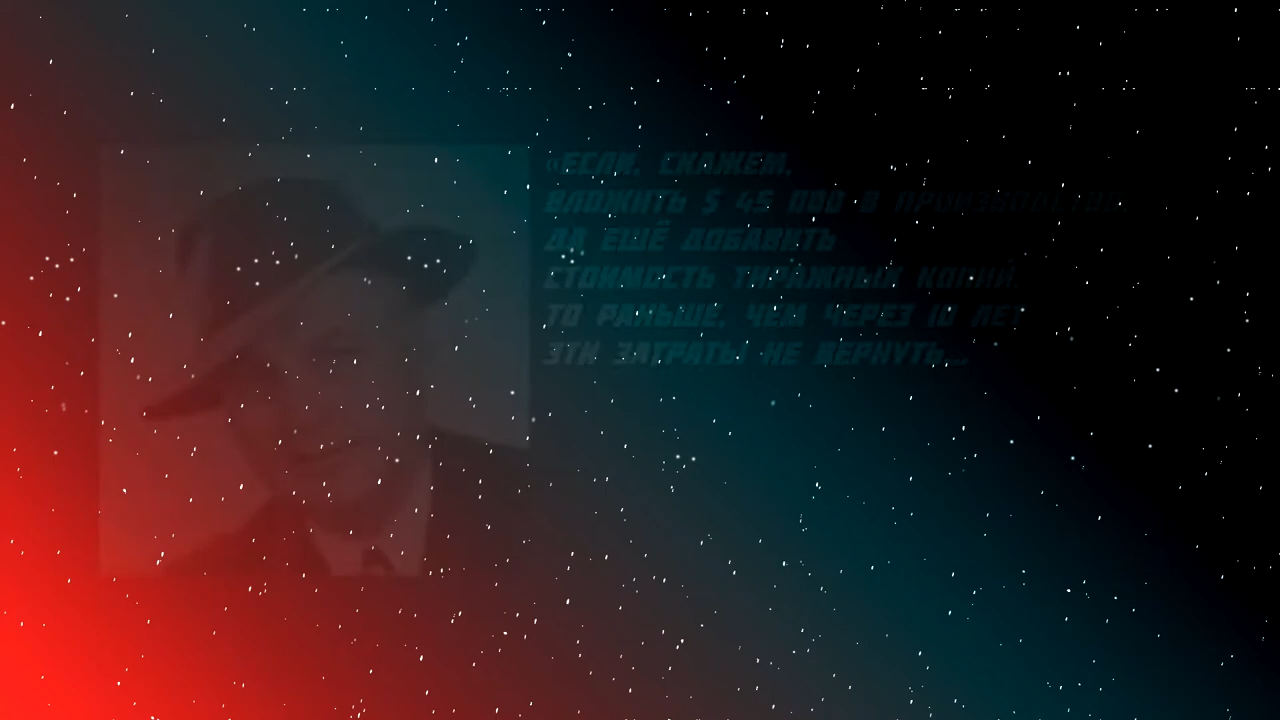 «ЕСЛИ, СКАЖЕМ,
ВЛОЖИТЬ $ 45 000 В ПРОИЗВОДСТВО,
ДА ЕЩЁ ДОБАВИТЬ
СТОИМОСТЬ ТИРАЖНЫХ КОПИЙ,
ТО РАНЬШЕ, ЧЕМ ЧЕРЕЗ 10 ЛЕТ
ЭТИ ЗАТРАТЫ НЕ ВЕРНУТЬ...